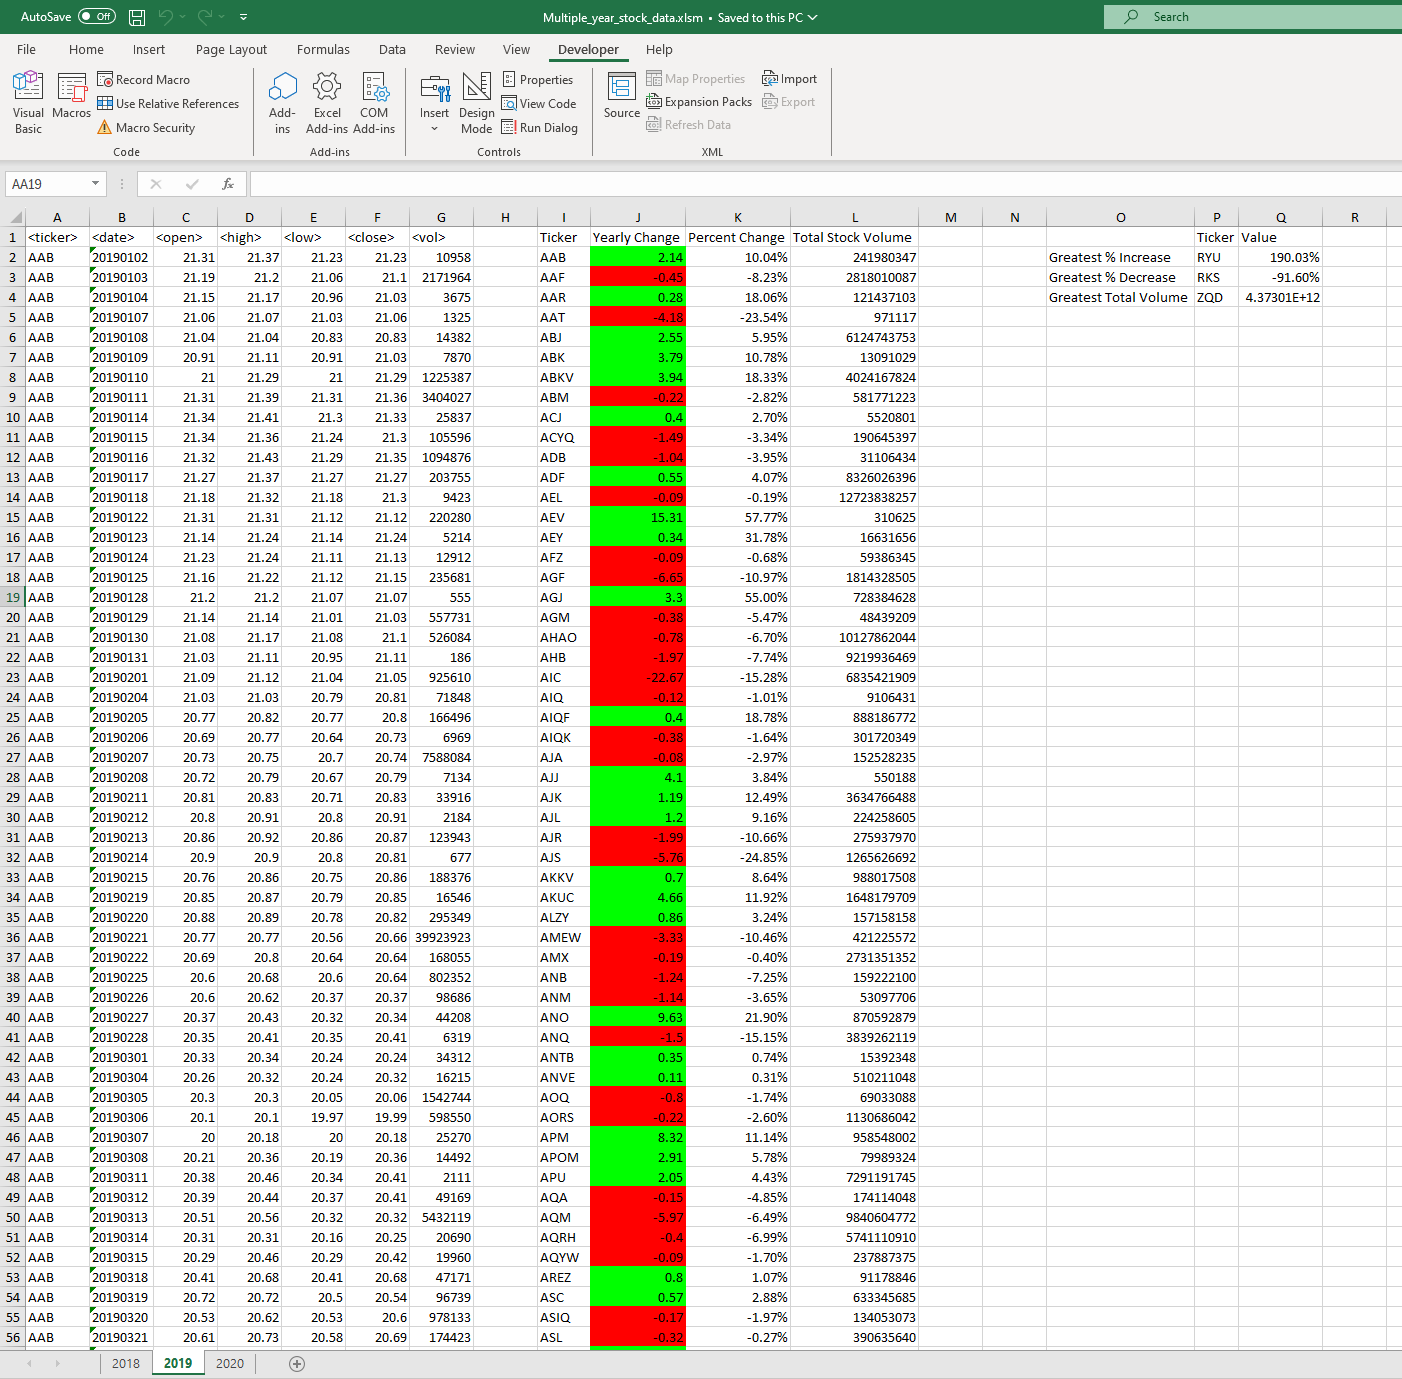 AutoSave Off Multiple_year_stock_data.xlsm • Saved to this PC Search
File Home Insert Page Layout Formulas Data Review View Developer Help
Visual Basic Macros Record Macro Use Relative References Macro Security Code
Add-ins Excel Add-ins COM Add-ins Add-ins
Insert Design Mode Properties View Code Run Dialog Controls
Source Map Properties Expansion Packs Refresh Data Import Export XML
AA19 fx
A B C D E F G H I J K L M N O P Q R
1 <ticker> <date> <open> <high> <low> <close> <vol> Ticker Yearly Change Percent Change Total Stock Volume Ticker Value
2 AAB 20190102 21.31 21.37 21.23 21.23 10958 AAB 2.14 10.04% 241980347 Greatest % Increase RYU 190.03%
3 AAB 20190103 21.19 21.2 21.06 21.1 2171964 AAF -0.45 -8.23% 2818010087 Greatest % Decrease RKS -91.60%
4 AAB 20190104 21.15 21.17 20.96 21.03 3675 AAR 0.28 18.06% 121437103 Greatest Total Volume ZQD 4.37301E+12
5 AAB 20190107 21.06 21.07 21.03 21.06 1325 AAT -4.18 -23.54% 971117
6 AAB 20190108 21.04 21.04 20.83 20.83 14382 ABJ 2.55 5.95% 6124743753
7 AAB 20190109 20.91 21.11 20.91 21.03 7870 ABK 3.79 10.78% 13091029
8 AAB 20190110 21 21.29 21 21.29 1225387 ABKV 3.94 18.33% 4024167824
9 AAB 20190111 21.31 21.39 21.31 21.36 3404027 ABM -0.22 -2.82% 581771223
10 AAB 20190114 21.34 21.41 21.3 21.33 25837 ACJ 0.4 2.70% 5520801
11 AAB 20190115 21.34 21.36 21.24 21.3 105596 ACYQ -1.49 -3.34% 190645397
12 AAB 20190116 21.32 21.43 21.29 21.35 1094876 ADB -1.04 -3.95% 31106434
13 AAB 20190117 21.27 21.37 21.27 21.27 203755 ADF 0.55 4.07% 8326026396
14 AAB 20190118 21.18 21.32 21.18 21.3 9423 AEL -0.09 -0.19% 12723838257
15 AAB 20190122 21.31 21.31 21.12 21.12 220280 AEV 15.31 57.77% 310625
16 AAB 20190123 21.14 21.24 21.14 21.24 5214 AEY 0.34 31.78% 16631656
17 AAB 20190124 21.23 21.24 21.11 21.13 12912 AFZ -0.09 -0.68% 59386345
18 AAB 20190125 21.16 21.22 21.12 21.15 235681 AGF -6.65 -10.97% 1814328505
19 AAB 20190128 21.2 21.2 21.07 21.07 555 AGJ 3.3 55.00% 728384628
20 AAB 20190129 21.14 21.14 21.01 21.03 557731 AGM -0.38 -5.47% 48439209
21 AAB 20190130 21.08 21.17 21.08 21.1 526084 AHAO -0.78 -6.70% 10127862044
22 AAB 20190131 21.03 21.11 20.95 21.11 186 AHB -1.97 -7.74% 9219936469
23 AAB 20190201 21.09 21.12 21.04 21.05 925610 AIC -22.67 -15.28% 6835421909
24 AAB 20190204 21.03 21.03 20.79 20.81 71848 AIQ -0.12 -1.01% 9106431
25 AAB 20190205 20.77 20.82 20.77 20.8 166496 AIQF 0.4 18.78% 888186772
26 AAB 20190206 20.69 20.77 20.64 20.73 6969 AIQK -0.38 -1.64% 301720349
27 AAB 20190207 20.73 20.75 20.7 20.74 7588084 AJA -0.08 -2.97% 152528235
28 AAB 20190208 20.72 20.79 20.67 20.79 7134 AJJ 4.1 3.84% 550188
29 AAB 20190211 20.81 20.83 20.71 20.83 33916 AJK 1.19 12.49% 3634766488
30 AAB 20190212 20.8 20.91 20.8 20.91 2184 AJL 1.2 9.16% 224258605
31 AAB 20190213 20.86 20.92 20.86 20.87 123943 AJR -1.99 -10.66% 275937970
32 AAB 20190214 20.9 20.9 20.8 20.81 677 AJS -5.76 -24.85% 1265626692
33 AAB 20190215 20.76 20.86 20.75 20.86 188376 AKKV 0.7 8.64% 988017508
34 AAB 20190219 20.85 20.87 20.79 20.85 16546 AKUC 4.66 11.92% 1648179709
35 AAB 20190220 20.88 20.89 20.78 20.82 295349 ALZY 0.86 3.24% 157158158
36 AAB 20190221 20.77 20.77 20.56 20.66 39923923 AMEW -3.33 -10.46% 421225572
37 AAB 20190222 20.69 20.8 20.64 20.64 168055 AMX -0.19 -0.40% 2731351352
38 AAB 20190225 20.6 20.68 20.6 20.64 802352 ANB -1.24 -7.25% 159222100
39 AAB 20190226 20.6 20.62 20.37 20.37 98686 ANM -1.14 -3.65% 53097706
40 AAB 20190227 20.37 20.43 20.32 20.34 44208 ANO 9.63 21.90% 870592879
41 AAB 20190228 20.35 20.41 20.35 20.41 6319 ANQ -1.5 -15.15% 3839262119
42 AAB 20190301 20.33 20.34 20.24 20.24 34312 ANTB 0.35 0.74% 15392348
43 AAB 20190304 20.26 20.32 20.24 20.32 16215 ANVE 0.11 0.31% 510211048
44 AAB 20190305 20.3 20.3 20.05 20.06 1542744 AOQ -0.8 -1.74% 69033088
45 AAB 20190306 20.1 20.1 19.97 19.99 598550 AORS -0.22 -2.60% 1130686042
46 AAB 20190307 20 20.18 20 20.18 25270 APM 8.32 11.14% 958548002
47 AAB 20190308 20.21 20.36 20.19 20.36 14492 APOM 2.91 5.78% 79989324
48 AAB 20190311 20.38 20.46 20.34 20.41 2111 APU 2.05 4.43% 7291191745
49 AAB 20190312 20.39 20.44 20.37 20.41 49169 AQA -0.15 -4.85% 174114048
50 AAB 20190313 20.51 20.56 20.32 20.32 5432119 AQM -5.97 -6.49% 9840604772
51 AAB 20190314 20.31 20.31 20.16 20.25 20690 AQRH -0.4 -6.99% 5741110910
52 AAB 20190315 20.29 20.46 20.29 20.42 19960 AQYW -0.09 -1.70% 237887375
53 AAB 20190318 20.41 20.68 20.41 20.68 47171 AREZ 0.8 1.07% 91178846
54 AAB 20190319 20.72 20.72 20.5 20.54 96739 ASC 0.57 2.88% 633345685
55 AAB 20190320 20.53 20.62 20.53 20.6 978133 ASIQ -0.17 -1.97% 134053073
56 AAB 20190321 20.61 20.73 20.58 20.69 174423 ASL -0.32 -0.27% 390635640
2018 2019 2020